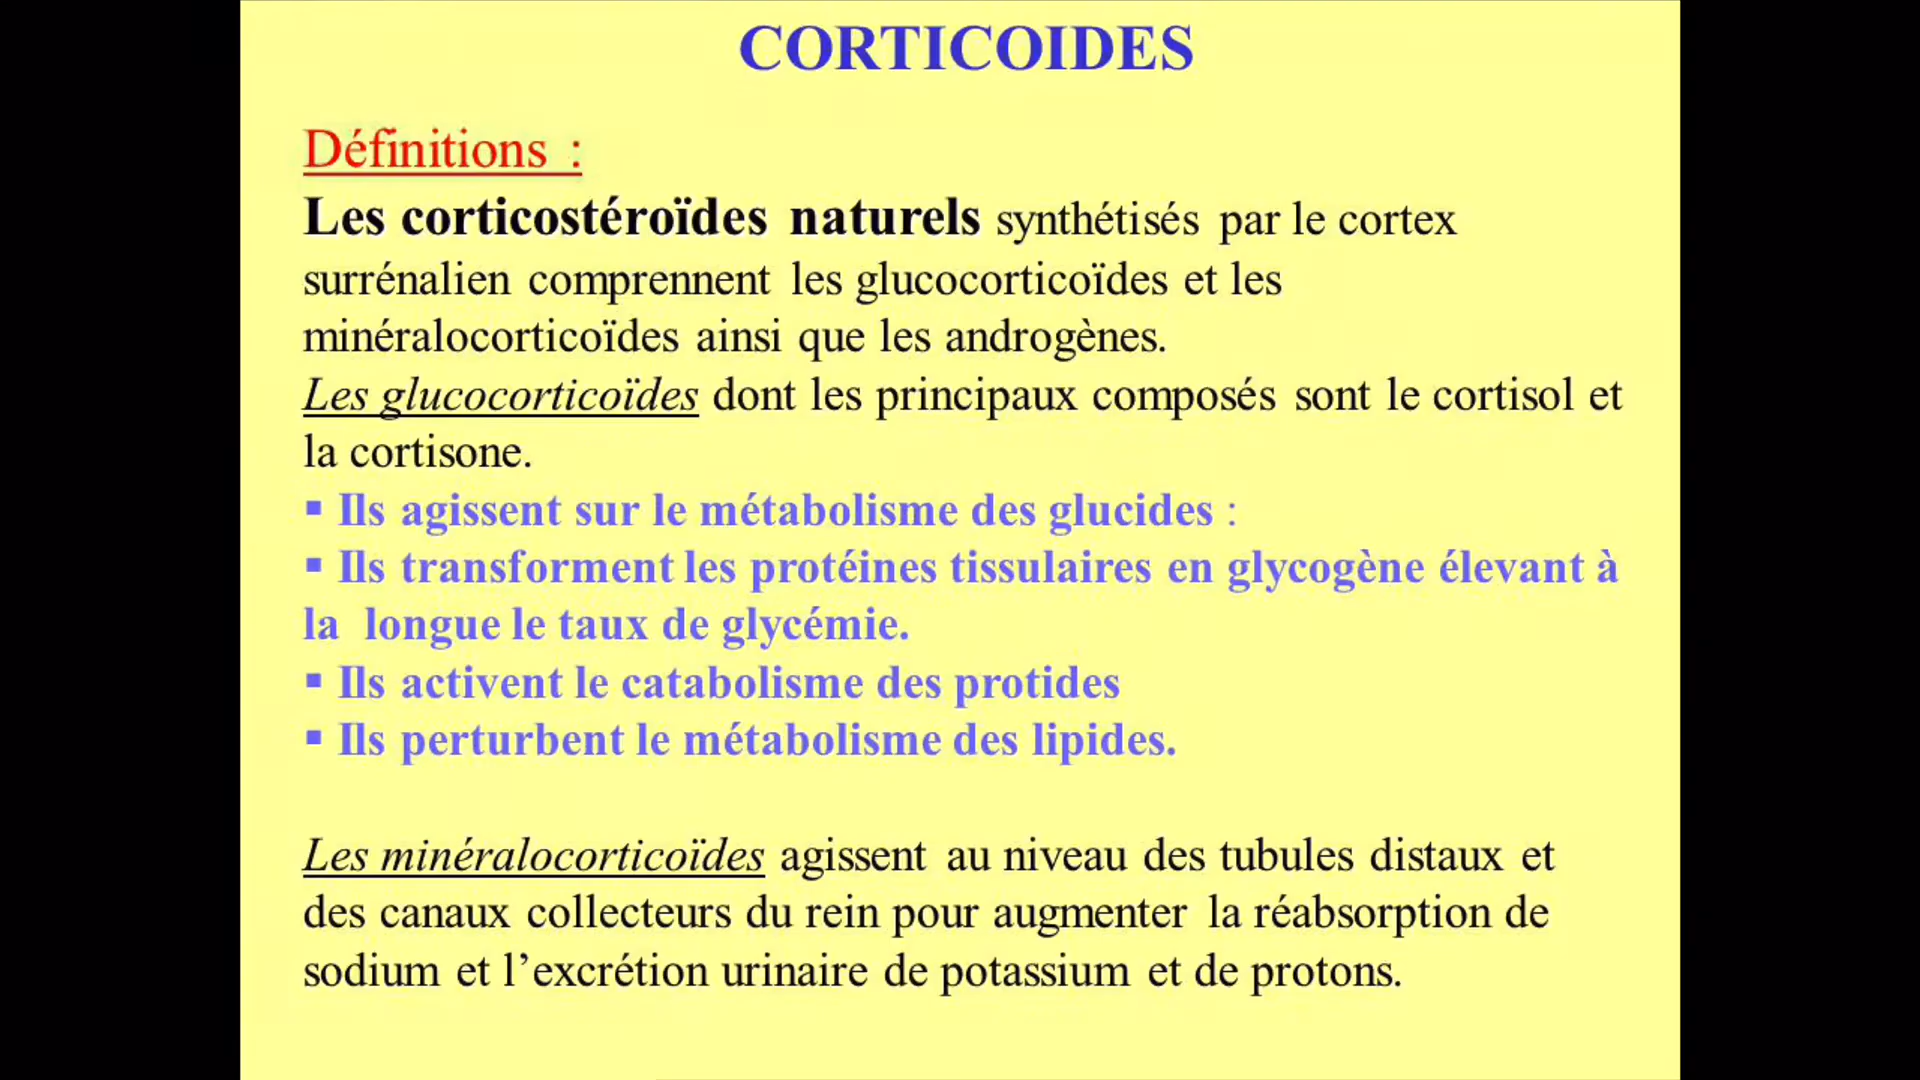 CORTICOIDES
Définitions :
Les corticostéroïdes naturels synthétisés par le cortex
surrénalien comprennent les glucocorticoïdes et les
minéralocorticoïdes ainsi que les androgènes.
Les glucocorticoïdes dont les principaux composés sont le cortisol et
la cortisone.
▪ Ils agissent sur le métabolisme des glucides :
▪ Ils transforment les protéines tissulaires en glycogène élevant à
la longue le taux de glycémie.
▪ Ils activent le catabolisme des protides
▪ Ils perturbent le métabolisme des lipides.
Les minéralocorticoïdes agissent au niveau des tubules distaux et
des canaux collecteurs du rein pour augmenter la réabsorption de
sodium et l’excrétion urinaire de potassium et de protons.